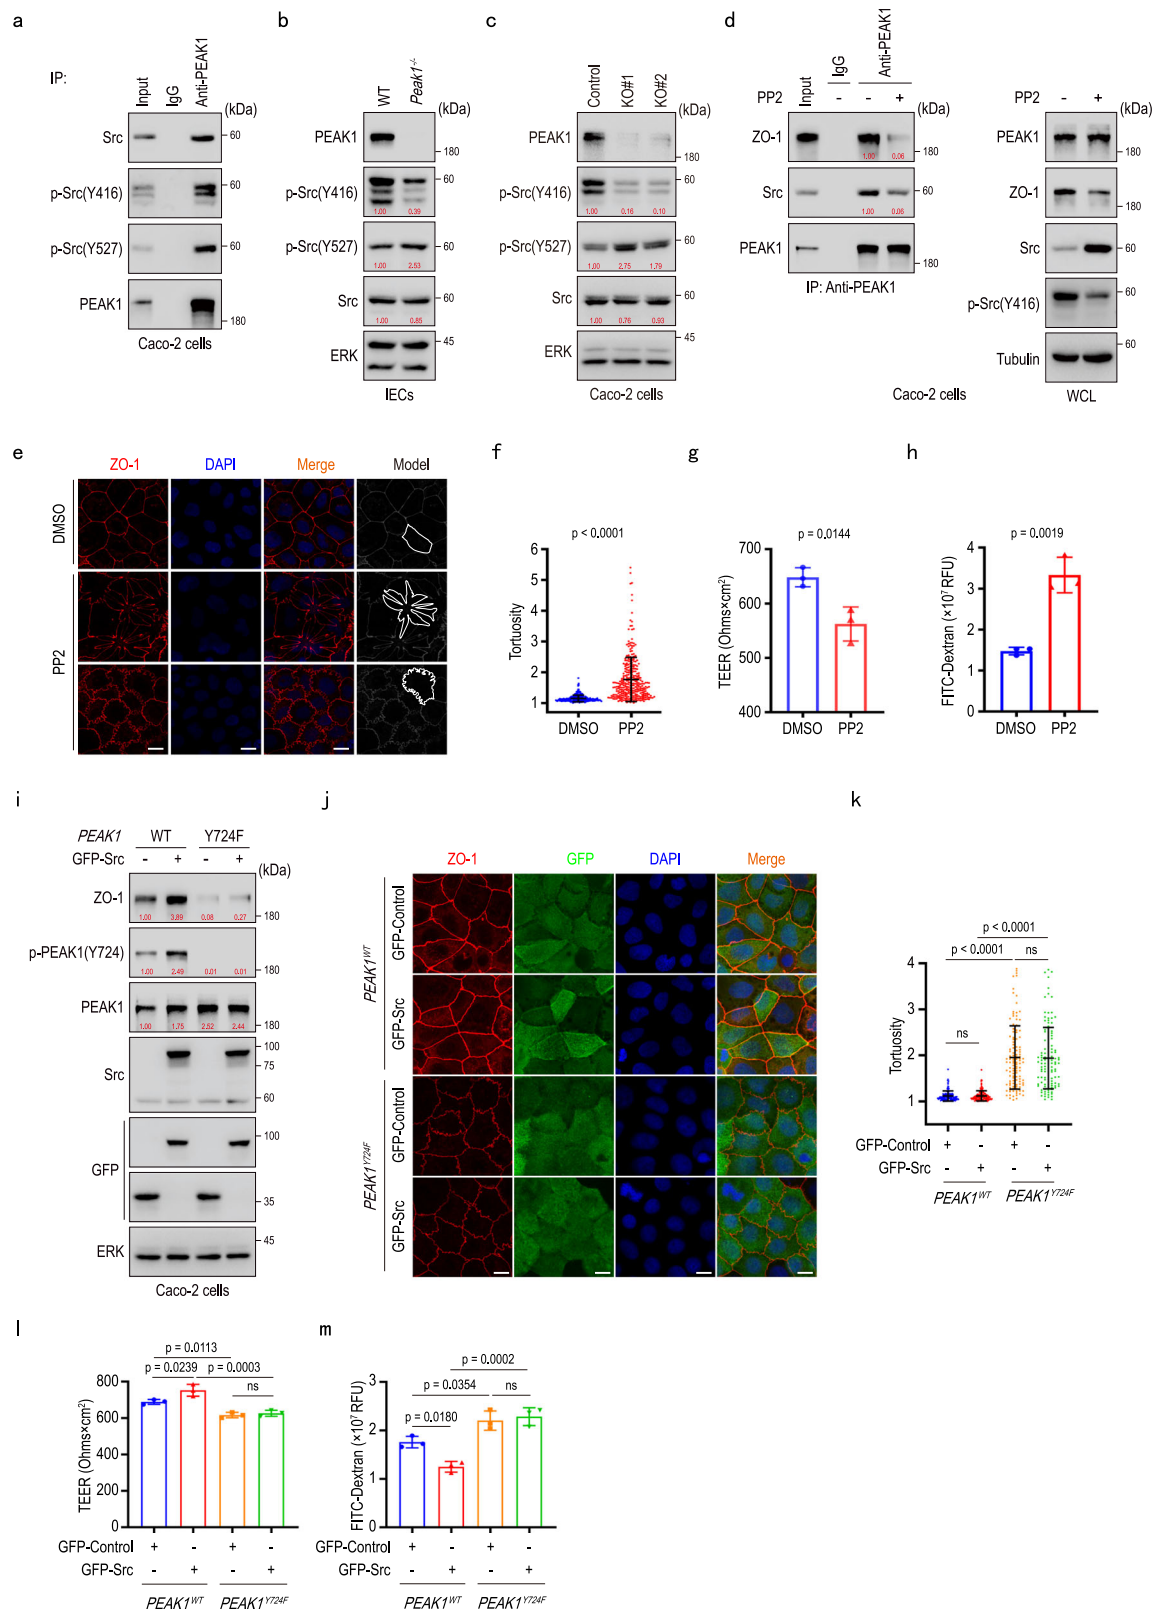 a
IP:
Input
IgG
Anti-PEAK1
(kDa)
Src
60
p-Src(Y416)
60
p-Src(Y527)
60
PEAK1
180
Caco-2 cells
b
WT
Peak1-/-
(kDa)
PEAK1
180
p-Src(Y416)
60
1.00 0.39
p-Src(Y527)
60
1.00 2.53
Src
60
1.00 0.85
ERK
45
IECs
c
Control
KO#1
KO#2
(kDa)
PEAK1
180
p-Src(Y416)
60
1.00 0.16 0.10
p-Src(Y527)
60
1.00 2.75 1.79
Src
60
1.00 0.76 0.93
ERK
45
Caco-2 cells
d
Input
IgG
Anti-PEAK1
PP2 - - +
(kDa)
ZO-1
180
1.00 0.06
Src
60
1.00 0.06
PEAK1
180
IP: Anti-PEAK1
PP2 - +
(kDa)
PEAK1
180
ZO-1
180
Src
60
p-Src(Y416)
60
Tubulin
60
Caco-2 cells
WCL
e
ZO-1 DAPI Merge Model
DMSO
PP2
f
p < 0.0001
Tortuosity
6
5
4
3
2
1
DMSO PP2
g
p = 0.0144
TEER (Ohms×cm²)
700
600
500
400
DMSO PP2
h
p = 0.0019
FITC-Dextran (×10⁷ RFU)
4
3
2
1
0
DMSO PP2
i
PEAK1 WT Y724F
GFP-Src - + - +
(kDa)
ZO-1
180
1.00 3.89 0.08 0.27
p-PEAK1(Y724)
180
1.00 2.49 0.01 0.01
PEAK1
180
1.00 1.75 2.52 2.44
Src
100
75
60
GFP
100
35
ERK
45
Caco-2 cells
j
ZO-1 GFP DAPI Merge
PEAK1WT
GFP-Control
GFP-Src
PEAK1Y724F
GFP-Control
GFP-Src
k
p < 0.0001
p < 0.0001 ns
ns
Tortuosity
4
3
2
1
GFP-Control + - + -
GFP-Src - + - +
PEAK1WT PEAK1Y724F
l
p = 0.0113
p = 0.0239 p = 0.0003
ns
TEER (Ohms×cm²)
800
600
400
200
0
GFP-Control + - + -
GFP-Src - + - +
PEAK1WT PEAK1Y724F
m
p = 0.0002
p = 0.0354 ns
p = 0.0180
FITC-Dextran (×10⁷ RFU)
3
2
1
0
GFP-Control + - + -
GFP-Src - + - +
PEAK1WT PEAK1Y724F